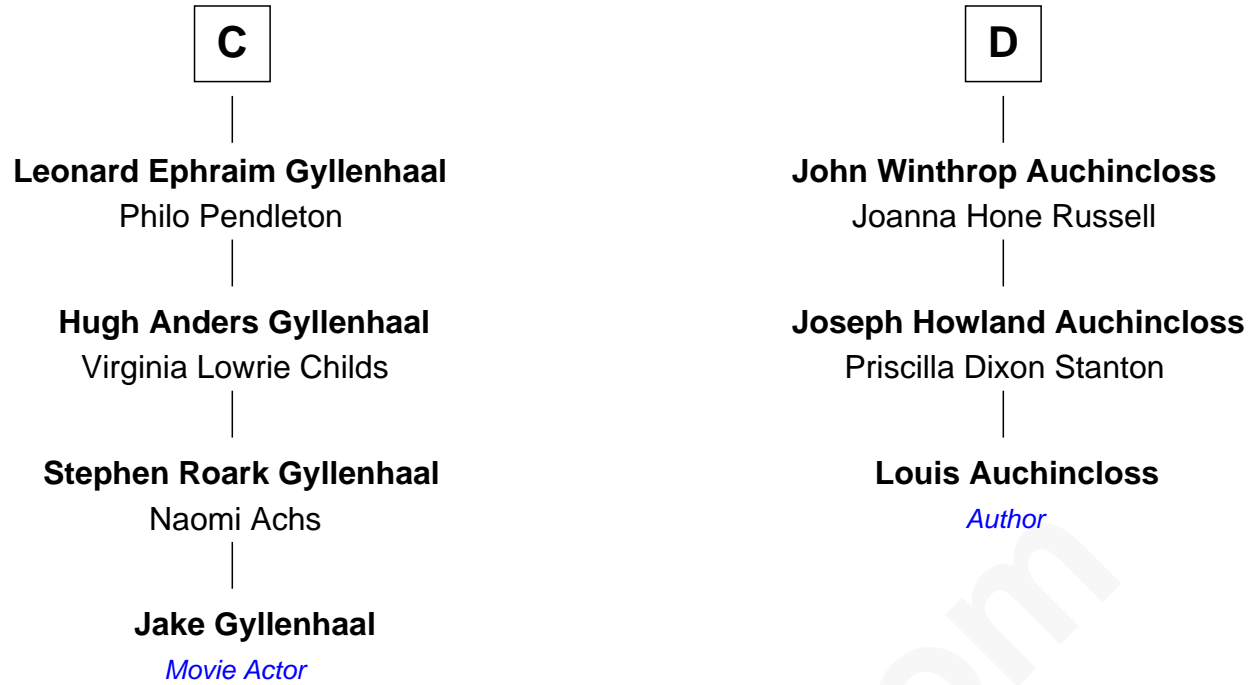 C
Leonard Ephraim Gyllenhaal
Philo Pendleton
Hugh Anders Gyllenhaal
Virginia Lowrie Childs
Stephen Roark Gyllenhaal
Naomi Achs
Jake Gyllenhaal
Movie Actor
D
John Winthrop Auchincloss
Joanna Hone Russell
Joseph Howland Auchincloss
Priscilla Dixon Stanton
Louis Auchincloss
Author
om